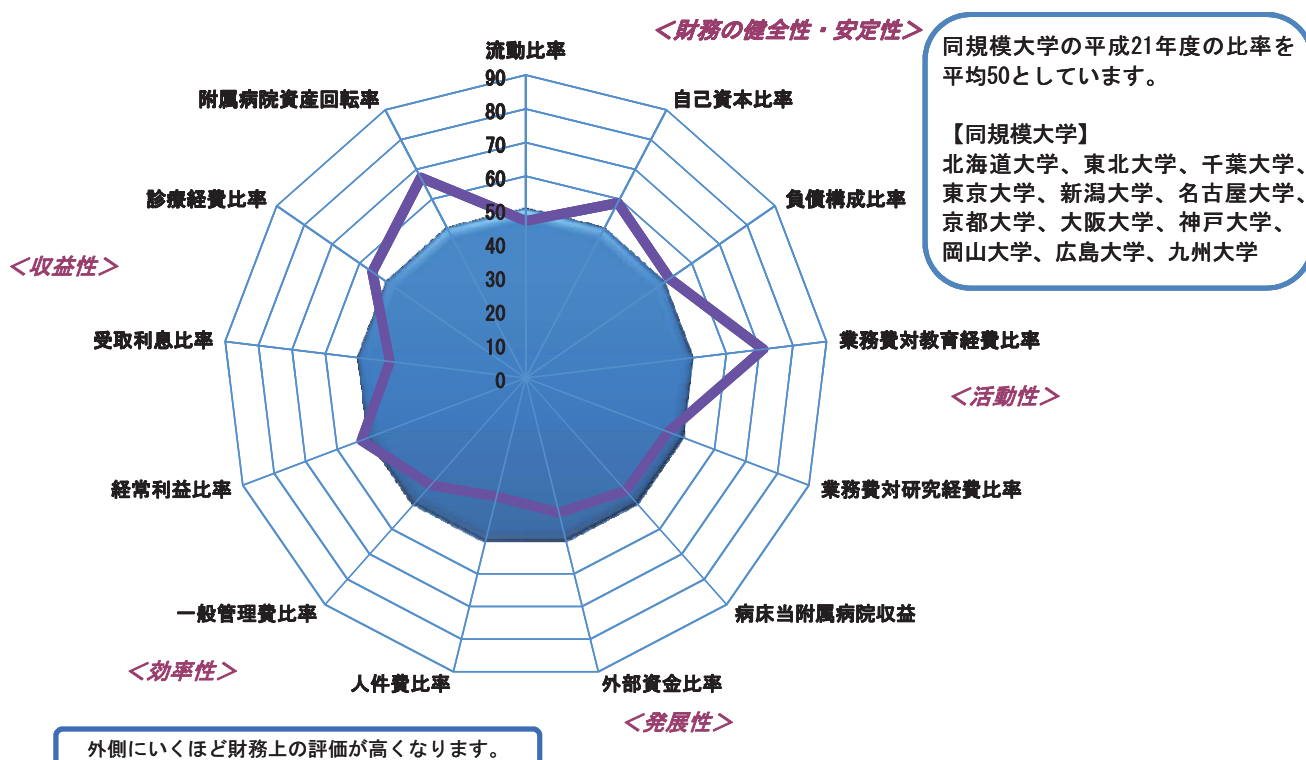 ＜財務の健全性・安定性＞
同規模大学の平成21年度の比率を
平均50としています。
【同規模大学】
北海道大学、東北大学、千葉大学、
東京大学、新潟大学、名古屋大学、
京都大学、大阪大学、神戸大学、
岡山大学、広島大学、九州大学
流動比率
自己資本比率
負債構成比率
業務費対教育経費比率
＜活動性＞
業務費対研究経費比率
病床当附属病院収益
外部資金比率
＜発展性＞
人件費比率
一般管理費比率
＜効率性＞
経常利益比率
受取利息比率
＜収益性＞
診療経費比率
附属病院資産回転率
90
80
70
60
50
40
30
20
10
0
外側にいくほど財務上の評価が高くなります。